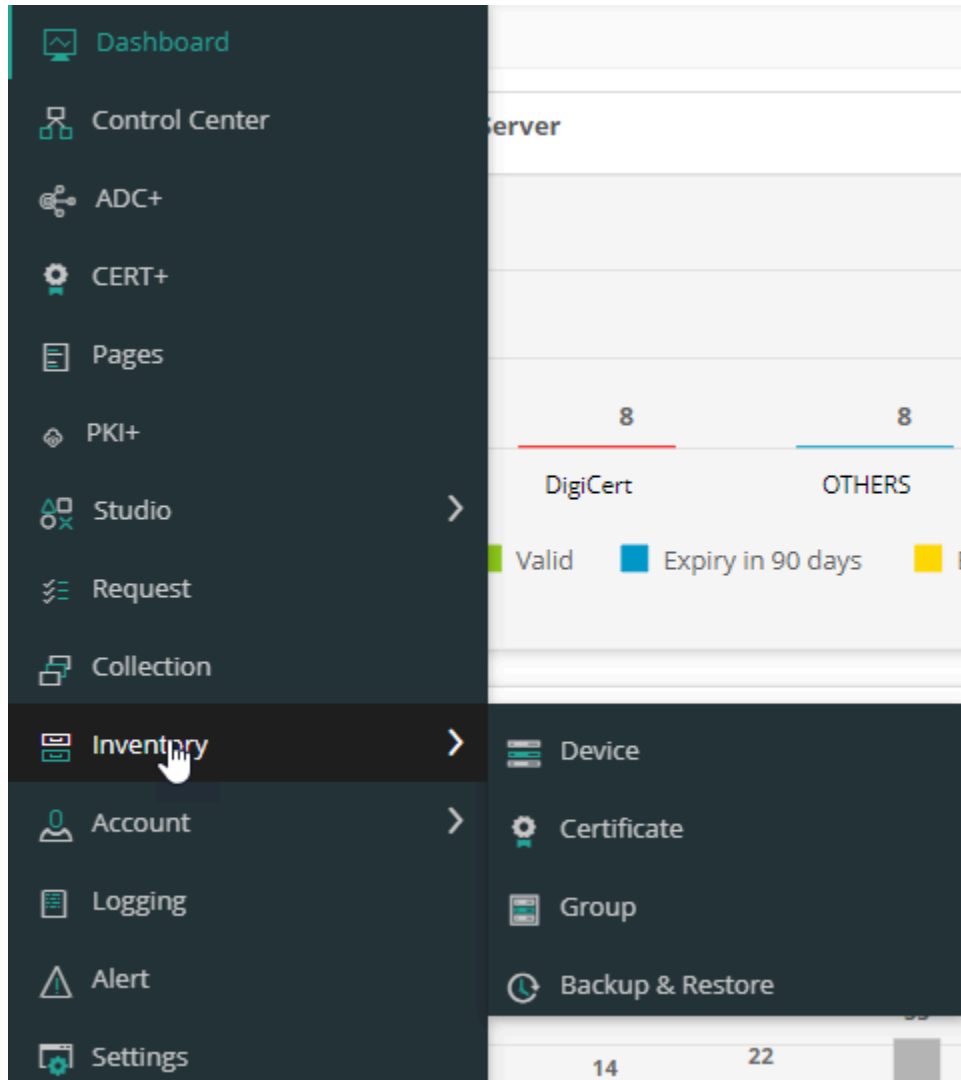 Dashboard
Control Center
ADC+
CERT+
Pages
PKI+
Studio
Request
Collection
Inventory
Account
Logging
Alert
Settings
Device
Certificate
Group
Backup & Restore
erver
8 8
DigiCert OTHERS
Valid Expiry in 90 days
14 22